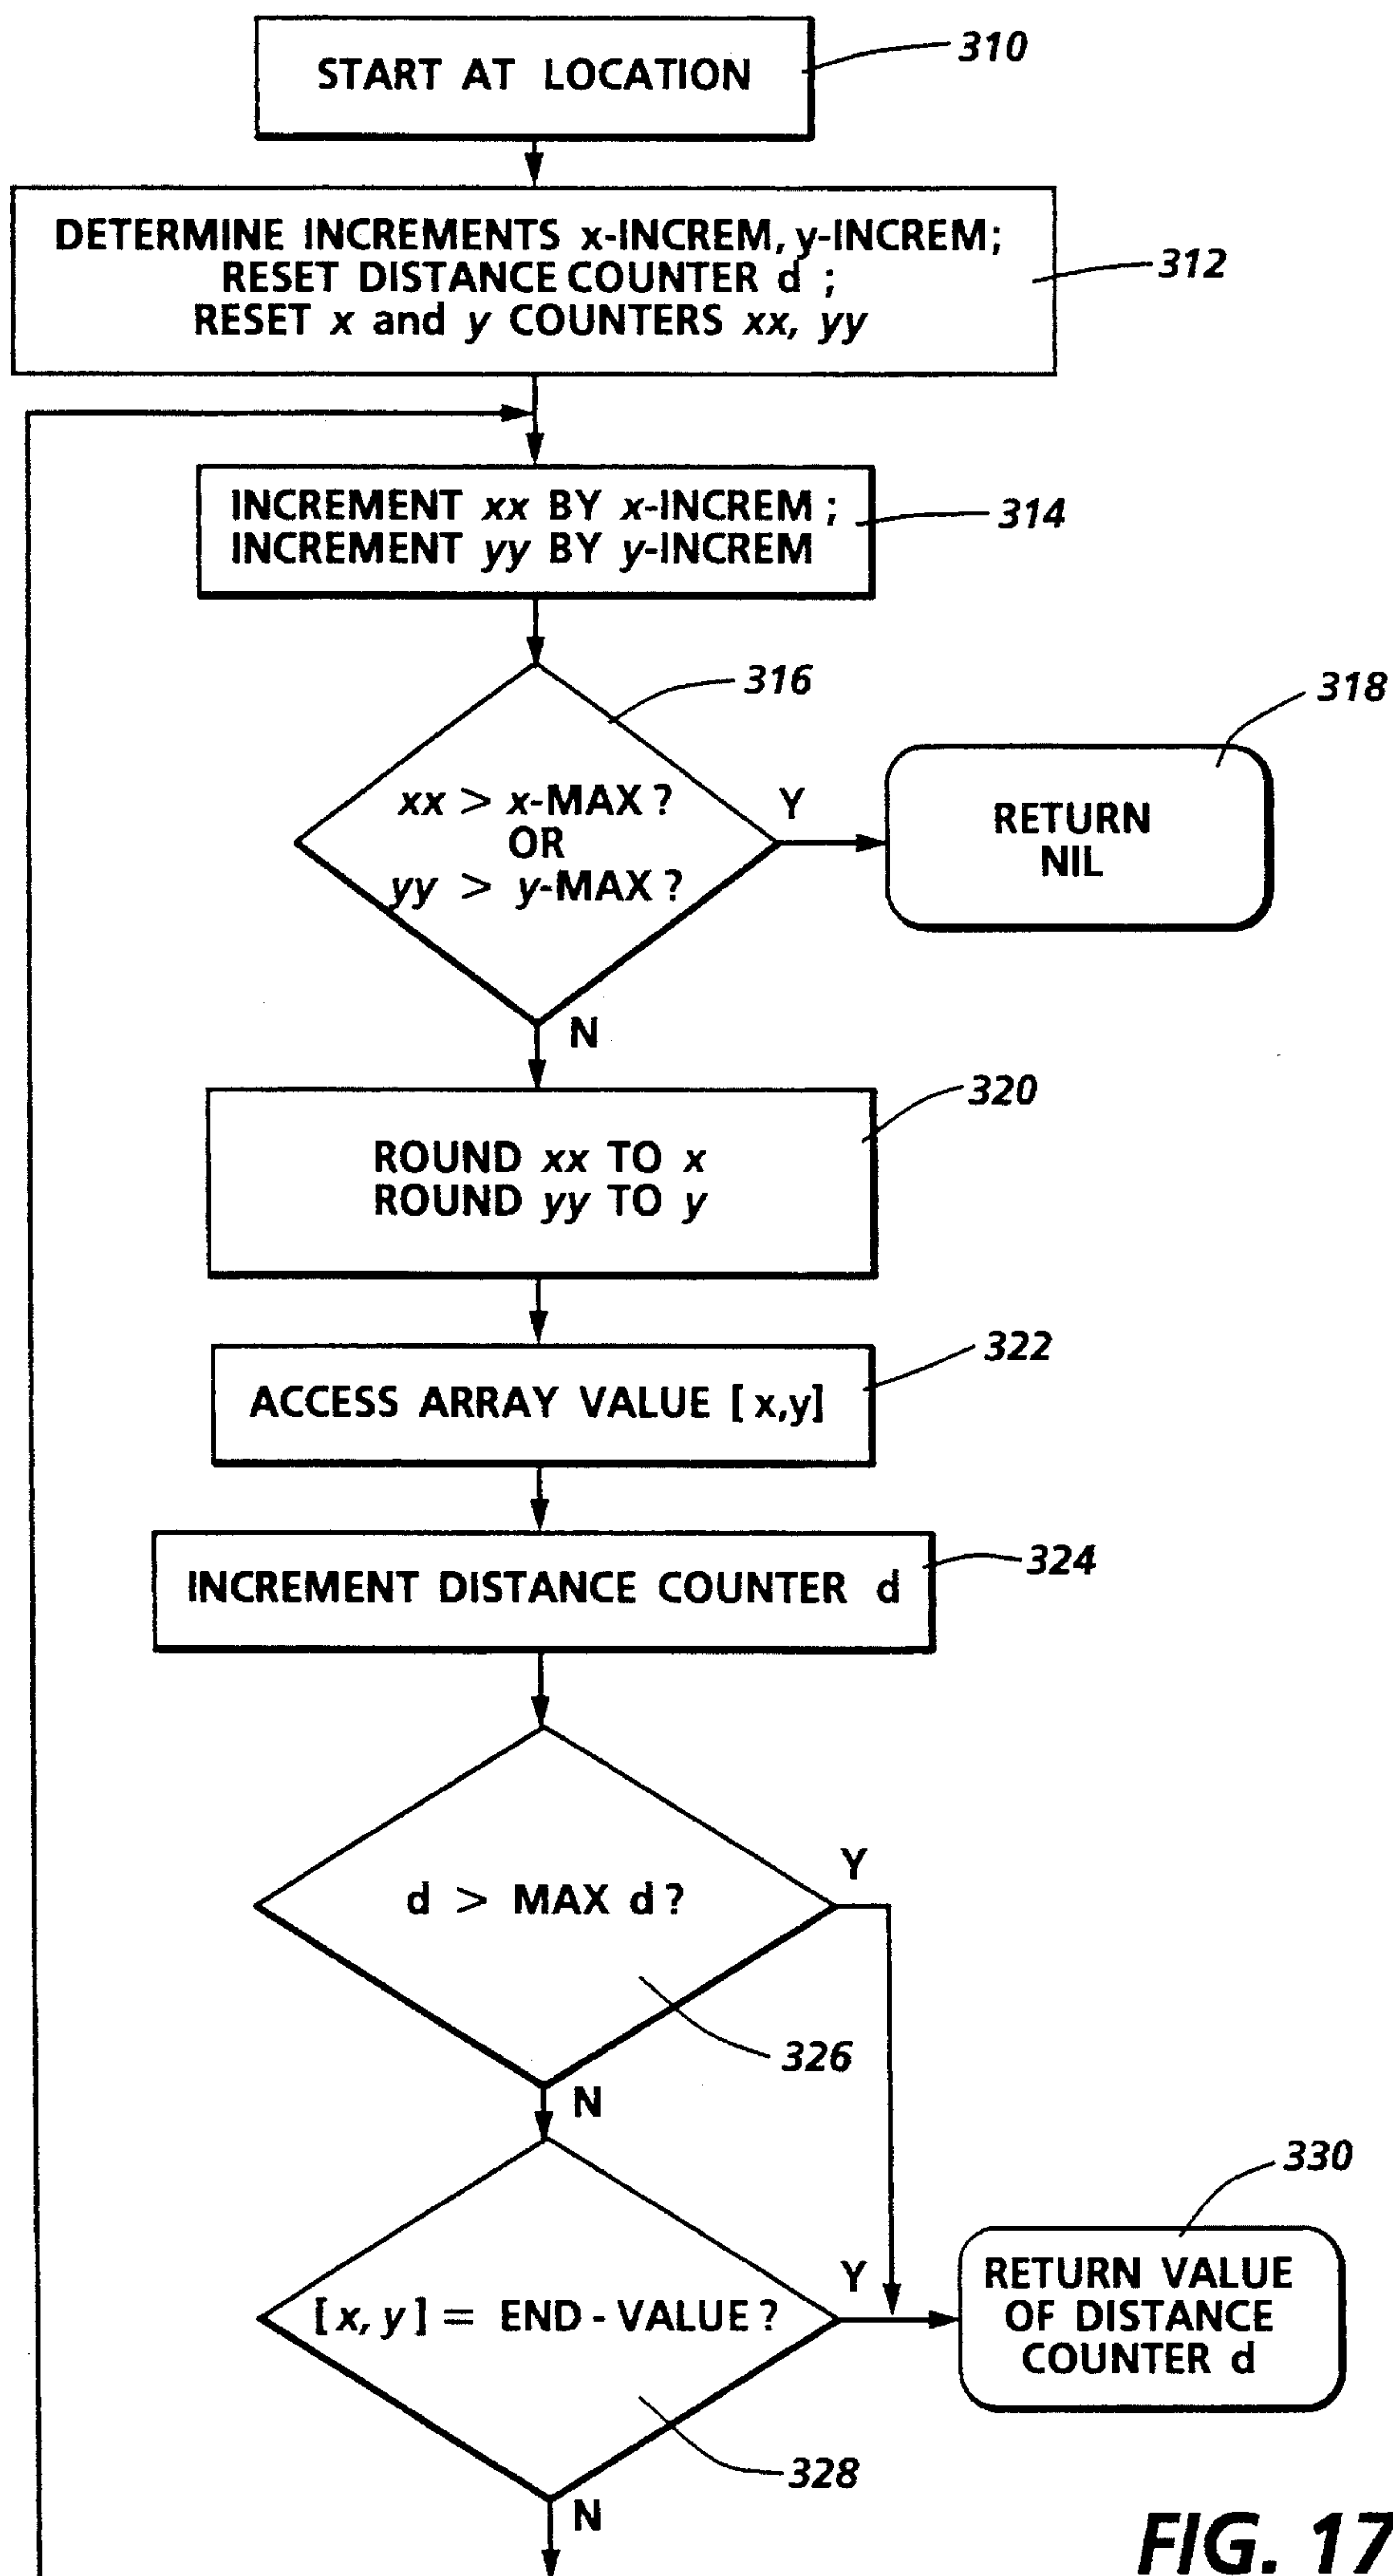 START AT LOCATION
310
DETERMINE INCREMENTS x-INCREM, y-INCREM;
RESET DISTANCE COUNTER d ;
RESET x and y COUNTERS xx, yy
312
INCREMENT xx BY x-INCREM ;
INCREMENT yy BY y-INCREM
314
316
xx > x-MAX ?
OR
yy > y-MAX ?
Y
318
RETURN
NIL
N
320
ROUND xx TO x
ROUND yy TO y
322
ACCESS ARRAY VALUE [ x,y]
324
INCREMENT DISTANCE COUNTER d
d > MAX d ?
Y
326
N
330
[ x, y ] = END - VALUE ?
Y
RETURN VALUE
OF DISTANCE
COUNTER d
328
N
FIG. 17